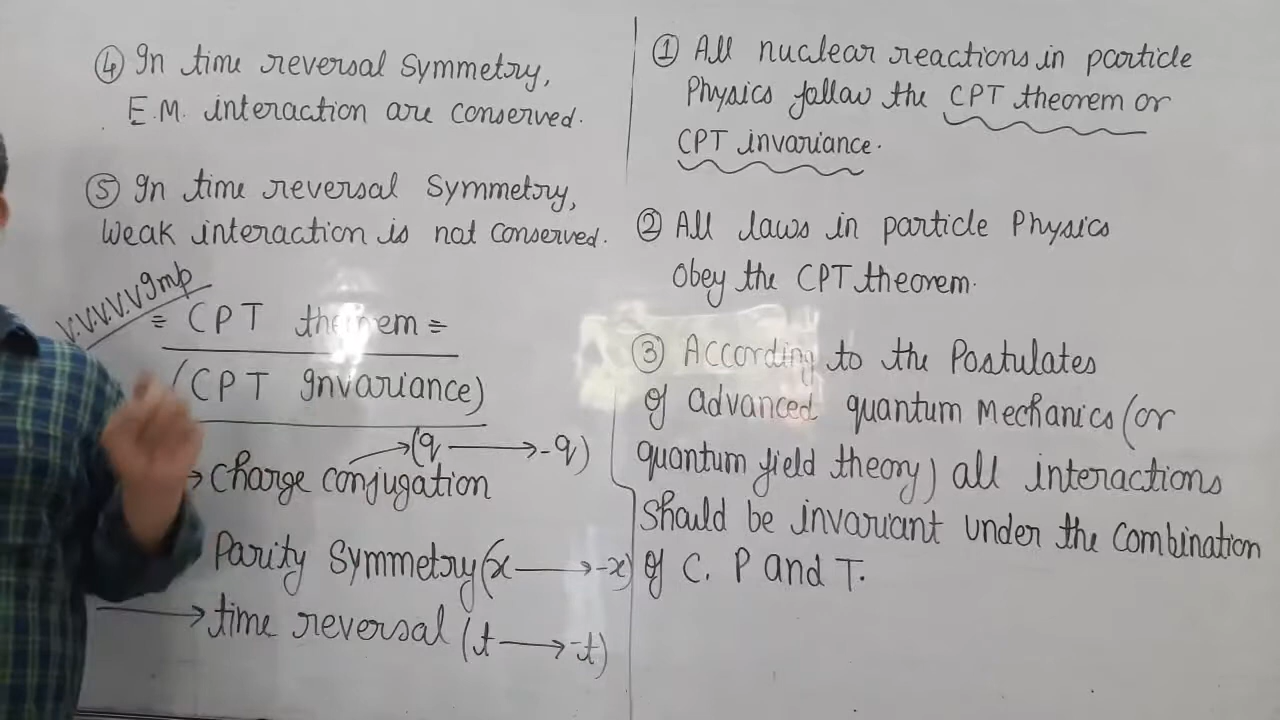 ④ In time reversal symmetry,
E.M. interaction are conserved.
⑤ In time reversal symmetry,
Weak interaction is not conserved.
V.V.V.V Imp
= CPT theorem =
(CPT Invariance)
→ (q → -q)
→ Charge conjugation
Parity Symmetry (x → -x)
→ time reversal (t → -t)
① All nuclear reactions in particle
Physics follow the CPT theorem or
CPT invariance.
② All laws in particle Physics
obey the CPT theorem.
③ According to the Postulates
of advanced quantum Mechanics (or
quantum field theory) all interactions
should be invariant under the combination
of C. P and T.